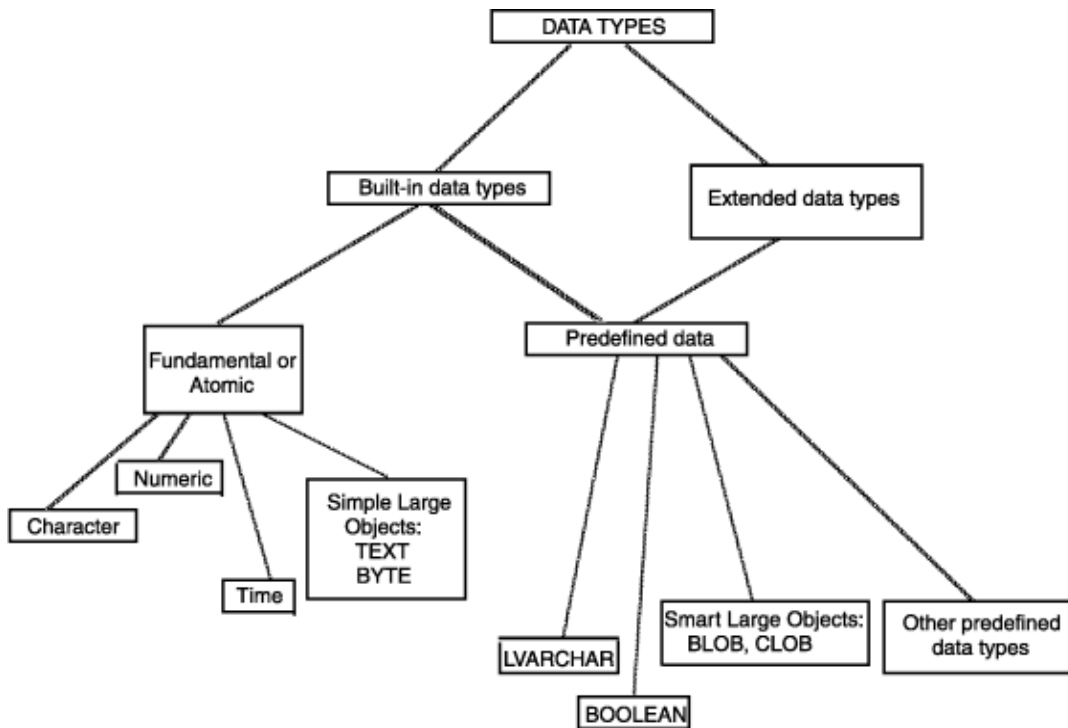 DATA TYPES
Built-in data types
Extended data types
Fundamental or
Atomic
Predefined data
Numeric
Character
Simple Large
Objects:
TEXT
BYTE
Time
LVARCHAR
BOOLEAN
Smart Large Objects:
BLOB, CLOB
Other predefined
data types